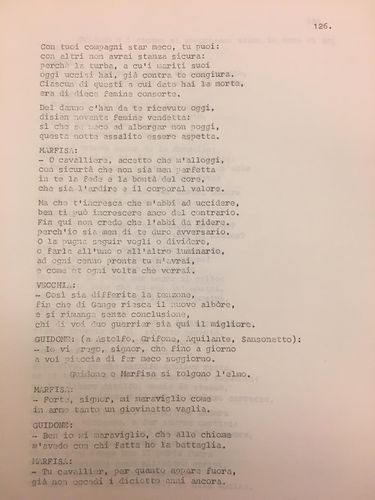 126.
Con tuoi compagni star meco, tu puoi:
con altri non avrai stanza sicura:
perchè la turba, a cu'i mariti suoi
oggi uccisi hai, già contra te congiura.
Ciascun di questi a cui dato hai la morte,
era di dieca femine consorte.
Del danno c'han da te ricevuto oggi,
disian novanta femine vendetta:
sì che se meco ad albergar non poggi,
questa notte assalito esser aspetta.
MARFISA:
- O cavalliere, accetto che m'alloggi,
con sicurtà che non sia men perfetta
in te la fede e la bontà del core,
che sia l'ardire e il corporal valore.
Ma che t'incresca che m'abbi ad uccidere,
ben ti può increscere anco del contrario.
Fin qui non credo che l'abbi da ridere.
perch'io sia men di te duro avversario.
O la pugna seguir vogli o dividere,
o farla all'uno o all'altro luminario,
ad ogni cenno pronta tu m'avrai,
e come et ogni volta che vorrai.
VECCHIA:
- Così sia differita la tenzone,
fin che di Gange riesca il nuovo albòre,
e si rimanga senza conclusione,
chi di voi duo guerrier sia qui il migliore.
GUIDONE: (a Astolfo, Grifone, Aquilante, Sansonetto):
- Io vi prego, signor, che fino a giorno
a voi piaccia di far meco soggiorno.
Guidone e Marfisa si tolgono l'elmo.
MARFISA:
- Forte, signor, mi maraviglio come
in arme tanto un giovinetto vaglia.
GUIDONE:
- Ben io mi maraviglio, che alle chiome
m'avedo con chi fatta ho la battaglia.
MARFISA:
- Tu cavallier, per quanto appare fuora,
già non eccedi i diciotto anni ancora.